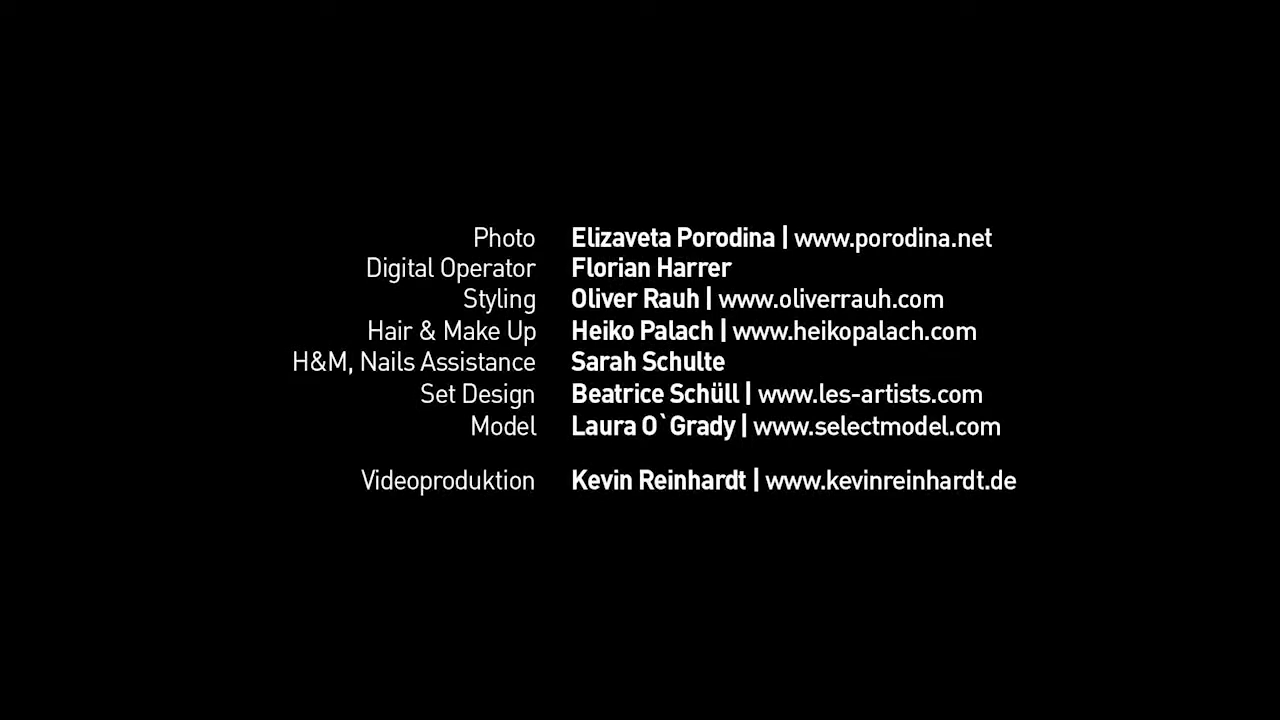 Photo Elizaveta Porodina | www.porodina.net
Digital Operator Florian Harrer
Styling Oliver Rauh | www.oliverrauh.com
Hair & Make Up Heiko Palach | www.heikopalach.com
H&M, Nails Assistance Sarah Schulte
Set Design Beatrice Schüll | www.les-artists.com
Model Laura O`Grady | www.selectmodel.com
Videoproduktion Kevin Reinhardt | www.kevinreinhardt.de